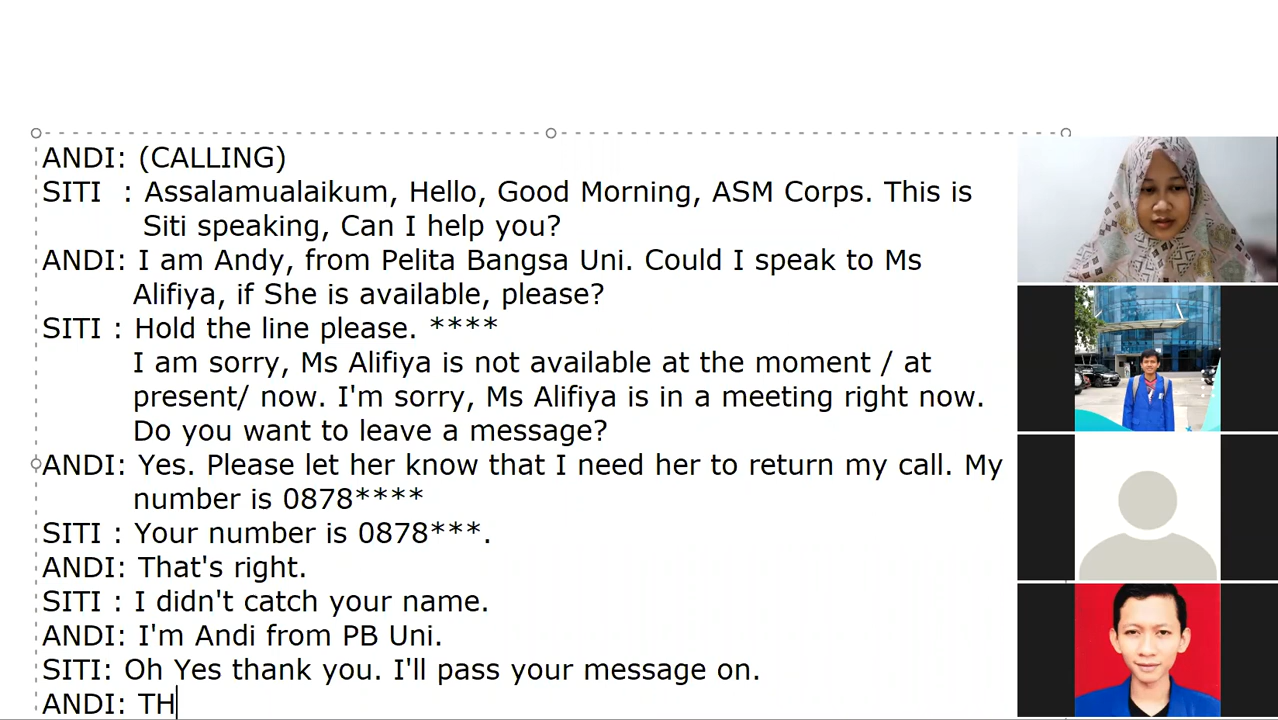 ANDI: (CALLING)
SITI : Assalamualaikum, Hello, Good Morning, ASM Corps. This is
Siti speaking, Can I help you?
ANDI: I am Andy, from Pelita Bangsa Uni. Could I speak to Ms
Alifiya, if She is available, please?
SITI : Hold the line please. ****
I am sorry, Ms Alifiya is not available at the moment / at
present/ now. I'm sorry, Ms Alifiya is in a meeting right now.
Do you want to leave a message?
ANDI: Yes. Please let her know that I need her to return my call. My
number is 0878****
SITI : Your number is 0878***.
ANDI: That's right.
SITI : I didn't catch your name.
ANDI: I'm Andi from PB Uni.
SITI: Oh Yes thank you. I'll pass your message on.
ANDI: TH